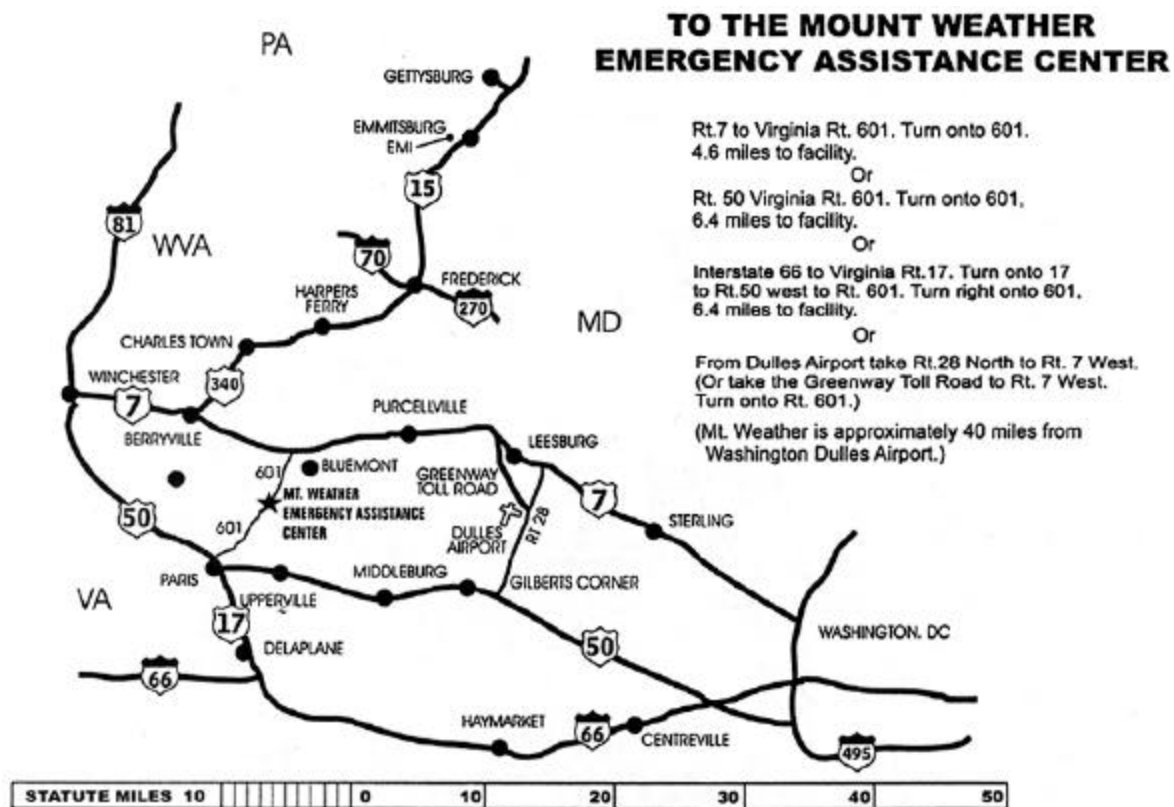 TO THE MOUNT WEATHER
EMERGENCY ASSISTANCE CENTER
Rt.7 to Virginia Rt. 601. Turn onto 601.
4.6 miles to facility.
Or
Rt. 50 Virginia Rt. 601. Turn onto 601,
6.4 miles to facility.
Or
Interstate 66 to Virginia Rt.17. Turn onto 17
to Rt.50 west to Rt. 601. Turn right onto 601,
6.4 miles to facility.
Or
From Dulles Airport take Rt.28 North to Rt. 7 West.
(Or take the Greenway Toll Road to Rt. 7 West.
Turn onto Rt. 601.)
(Mt. Weather is approximately 40 miles from
Washington Dulles Airport.)
PA
GETTYSBURG
EMMITSBURG
EMI
15
81
WVA
70
FREDERICK
HARPERS
FERRY
270
MD
CHARLES TOWN
340
WINCHESTER
7
BERRYVILLE
PURCELLVILLE
LEESBURG
601
BLUEMONT
GREENWAY
TOLL ROAD
7
MT. WEATHER
EMERGENCY ASSISTANCE
CENTER
50
601
DULLES
AIRPORT
RT 28
STERLING
PARIS
MIDDLEBURG
GILBERTS CORNER
VA
UPPERVILLE
17
DELAPLANE
50
WASHINGTON, DC
66
HAYMARKET
66
CENTREVILLE
495
STATUTE MILES 10
0
10
20
30
40
50